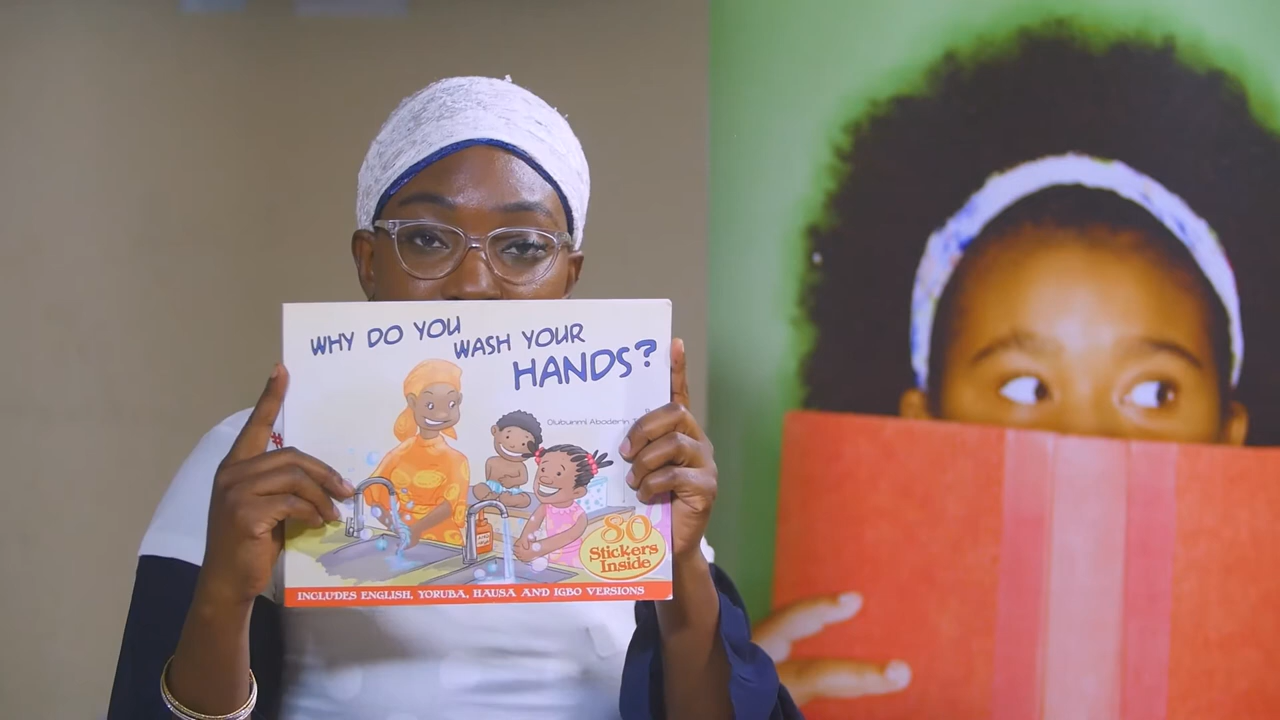 WHY DO YOU WASH YOUR
HANDS?
Olubunmi Aboderin
80
Stickers
Inside
INCLUDES ENGLISH, YORUBA, HAUSA AND IGBO VERSIONS